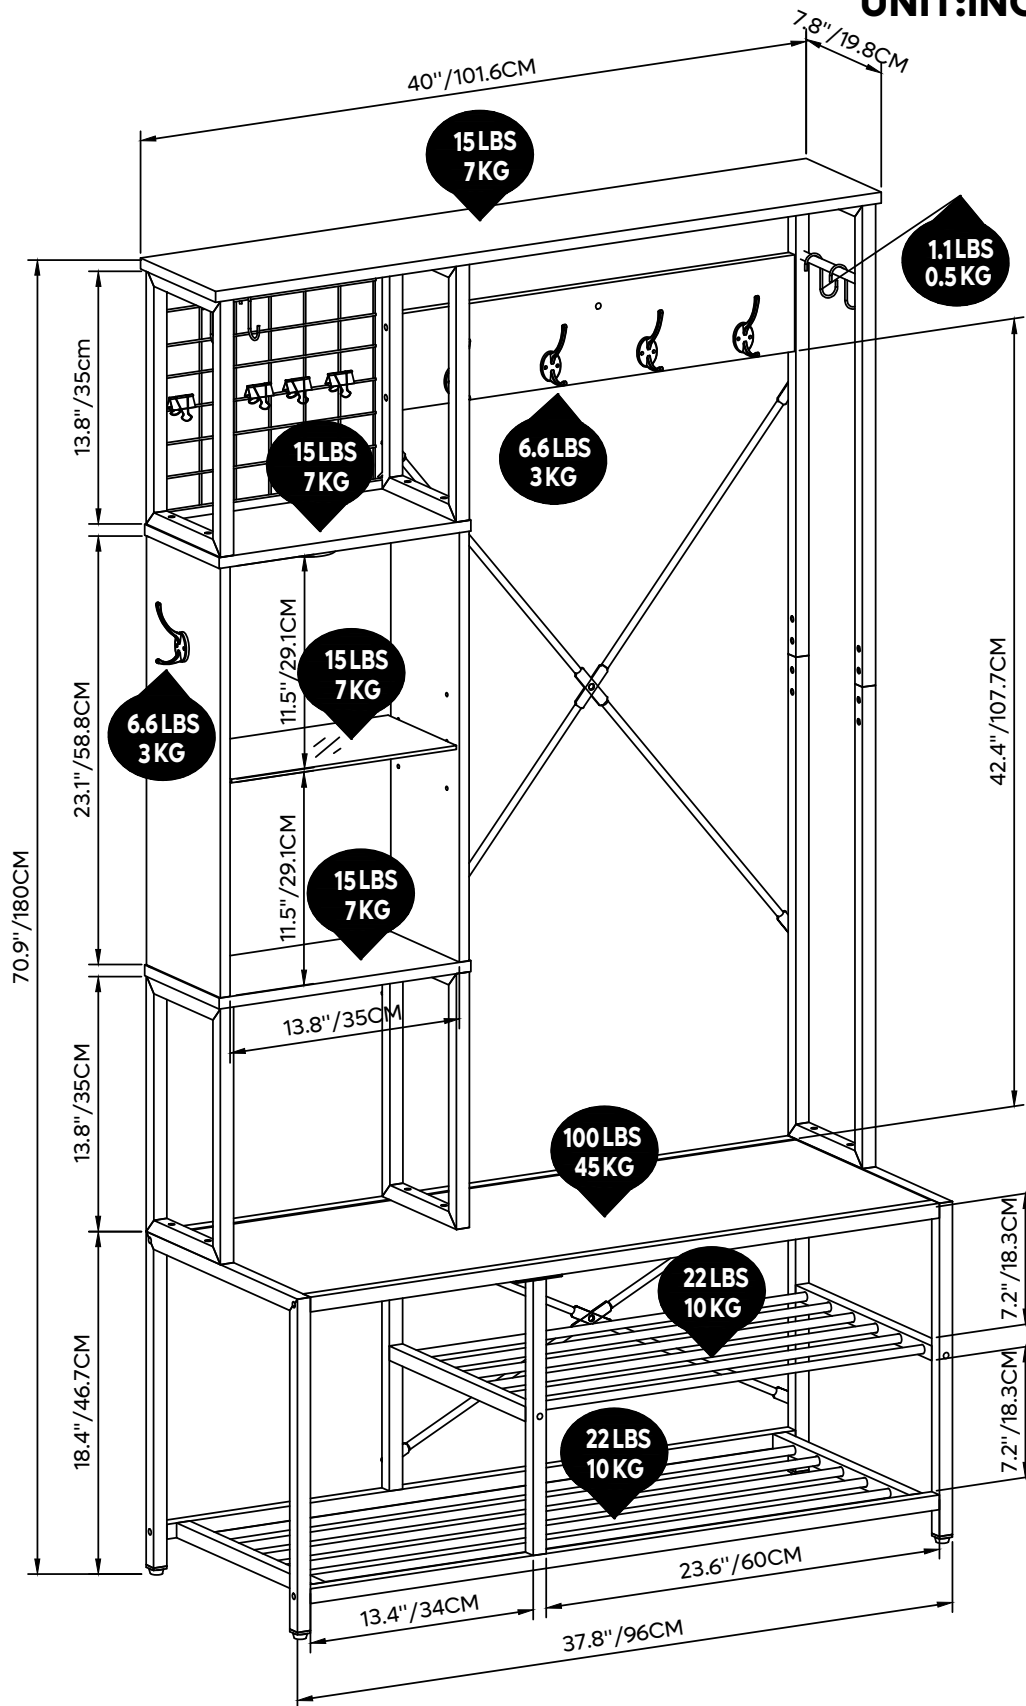 UNIT:INC
7.8"/19.8CM
40"/101.6CM
15 LBS
7 KG
1.1 LBS
0.5 KG
13.8"/35cm
15 LBS
7 KG
6.6 LBS
3 KG
11.5"/29.1CM
15 LBS
7 KG
6.6 LBS
3 KG
23.1"/58.8CM
42.4"/107.7CM
70.9"/180CM
11.5"/29.1CM
15 LBS
7 KG
13.8"/35CM
13.8"/35CM
100 LBS
45 KG
22 LBS
10 KG
7.2"/18.3CM
18.4"/46.7CM
7.2"/18.3CM
22 LBS
10 KG
23.6"/60CM
13.4"/34CM
37.8"/96CM